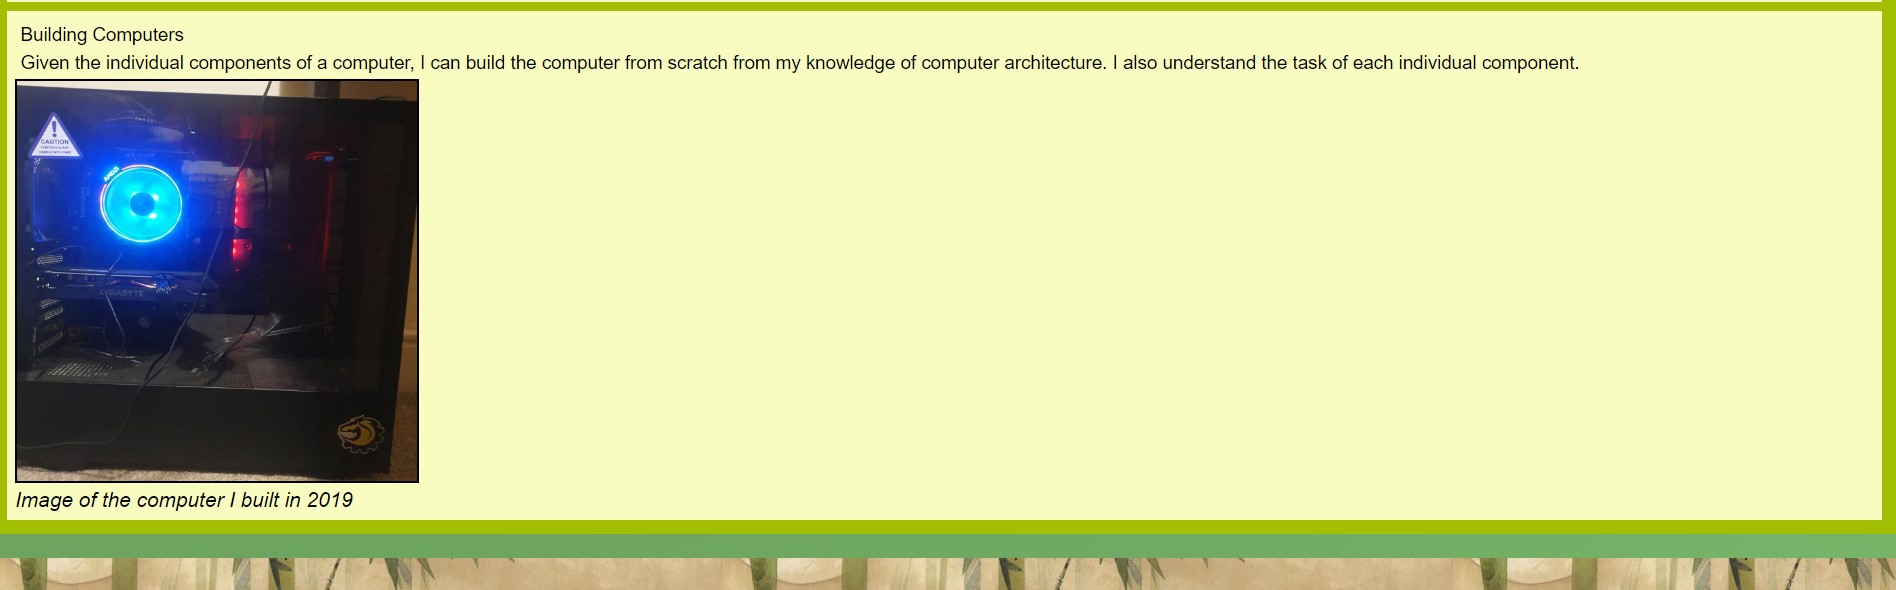 Building Computers
Given the individual components of a computer, I can build the computer from scratch from my knowledge of computer architecture. I also understand the task of each individual component.
CAUTION
AMD
GIGABYTE
Image of the computer I built in 2019